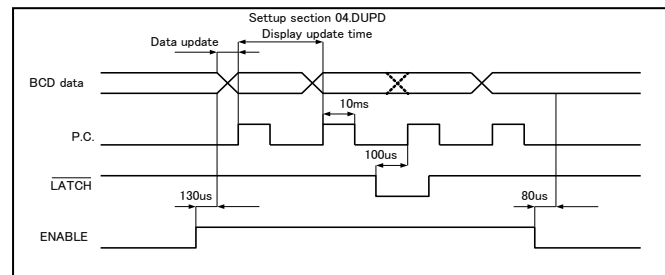 Settup section 04.DUPD
Data update
Display update time
BCD data
10ms
P.C.
100us
LATCH
130us
80us
ENABLE